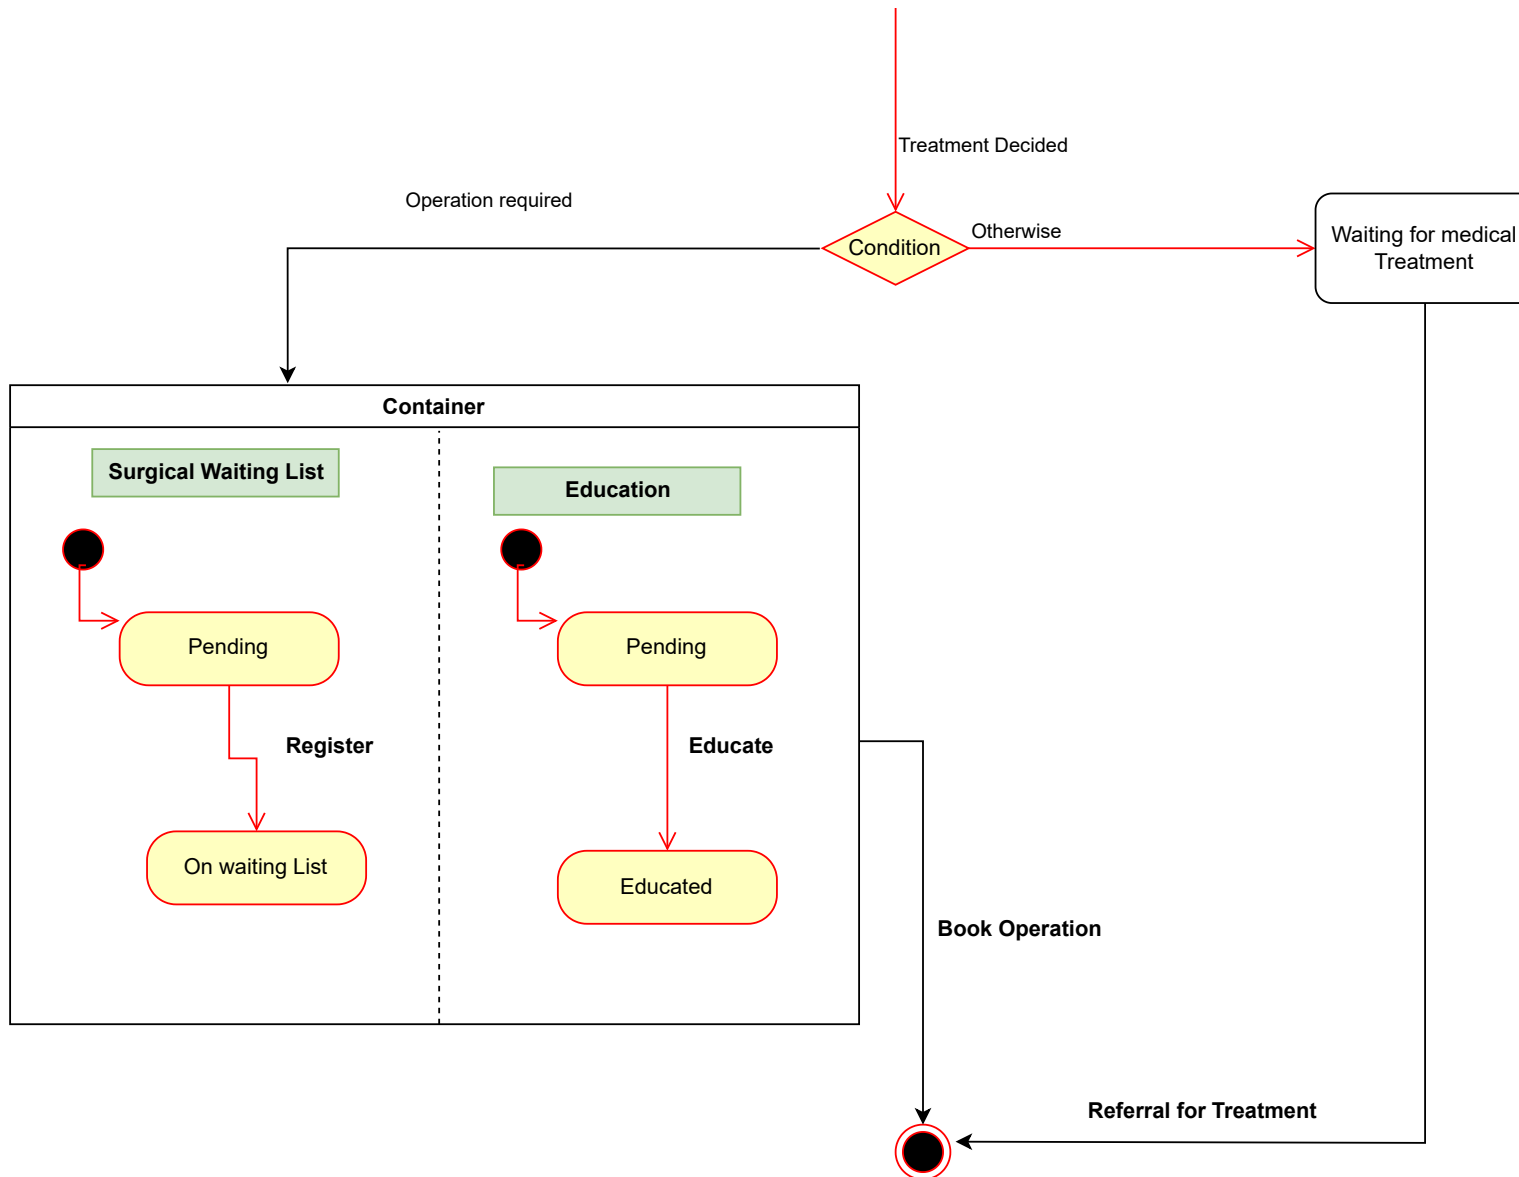 Treatment Decided
Operation required
Condition
Otherwise
Waiting for medical
Treatment
Container
Surgical Waiting List
Education
Pending
Pending
Register
Educate
On waiting List
Educated
Book Operation
Referral for Treatment